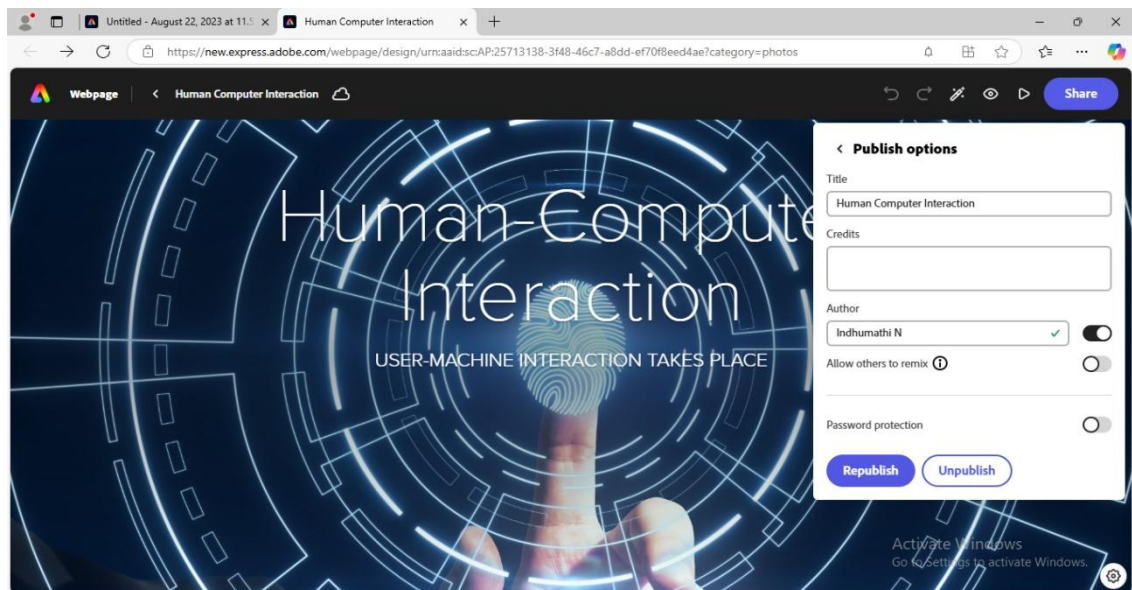 Untitled - August 22, 2023 at 11.5
Human Computer Interaction
https://new.express.adobe.com/webpage/design/urn:aaid:sc:AP:25713138-3f48-46c7-a8dd-ef70f8eed4ae?category=photos
Webpage
Human Computer Interaction
Share
Human-Compute
Interaction
USER-MACHINE INTERACTION TAKES PLACE
Publish options
Title
Human Computer Interaction
Credits
Author
Indhumathi N
Allow others to remix
Password protection
Republish
Unpublish
Activate Windows
Go to Settings to activate Windows.